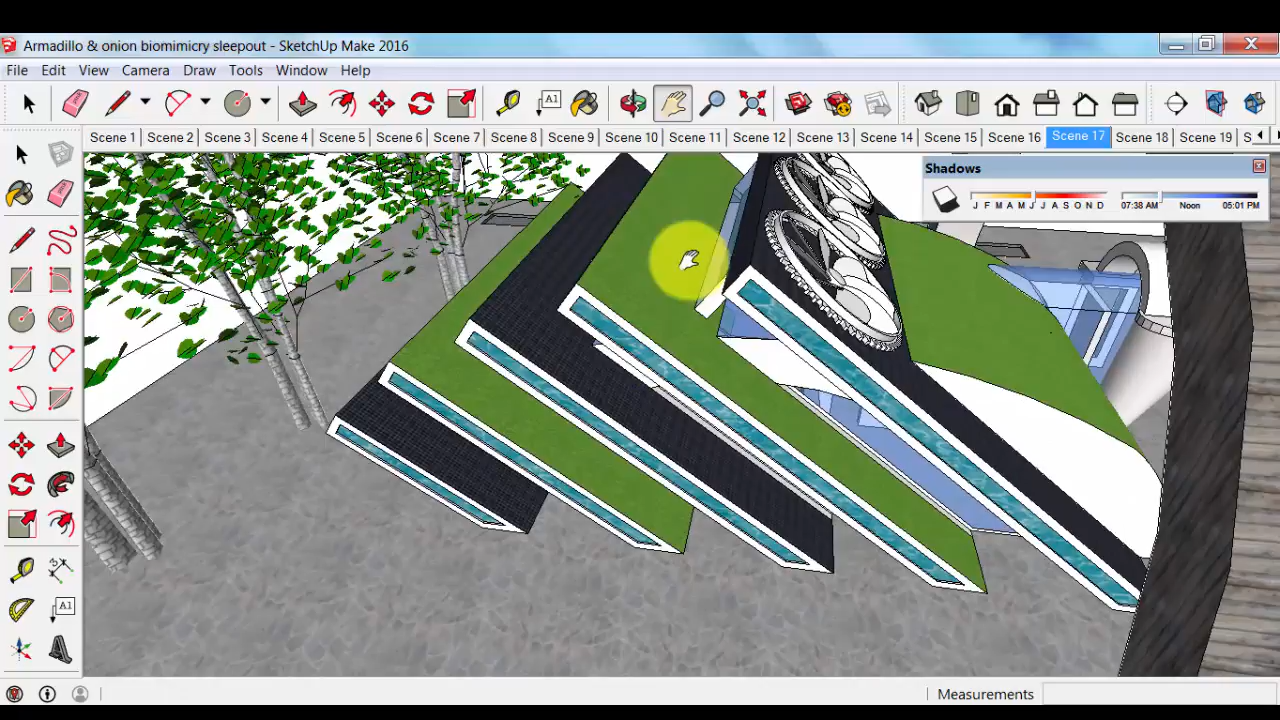 Armadillo & onion biomimicry sleepout - SketchUp Make 2016
File Edit View Camera Draw Tools Window Help
A1
Scene 1 Scene 2 Scene 3 Scene 4 Scene 5 Scene 6 Scene 7 Scene 8 Scene 9 Scene 10 Scene 11 Scene 12 Scene 13 Scene 14 Scene 15 Scene 16 Scene 17 Scene 18 Scene 19 S
Shadows
J F M A M J J A S O N D 07:38 AM Noon 05:01 PM
A1
Measurements